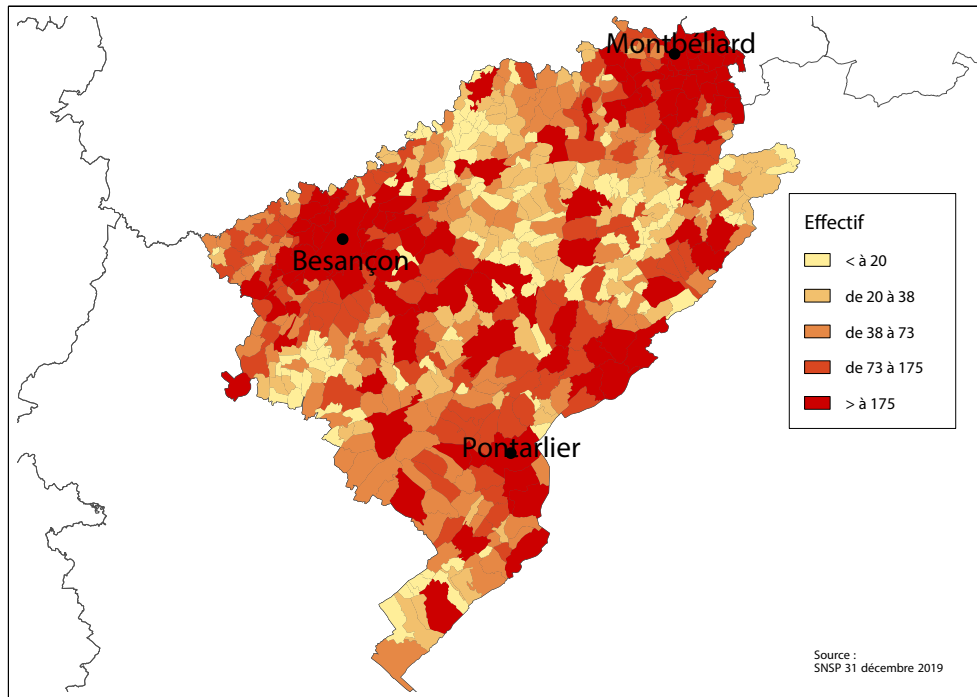 Montbéliard
Besançon
Pontarlier
Effectif
< à 20
de 20 à 38
de 38 à 73
de 73 à 175
> à 175
Source :
SNSP 31 décembre 2019